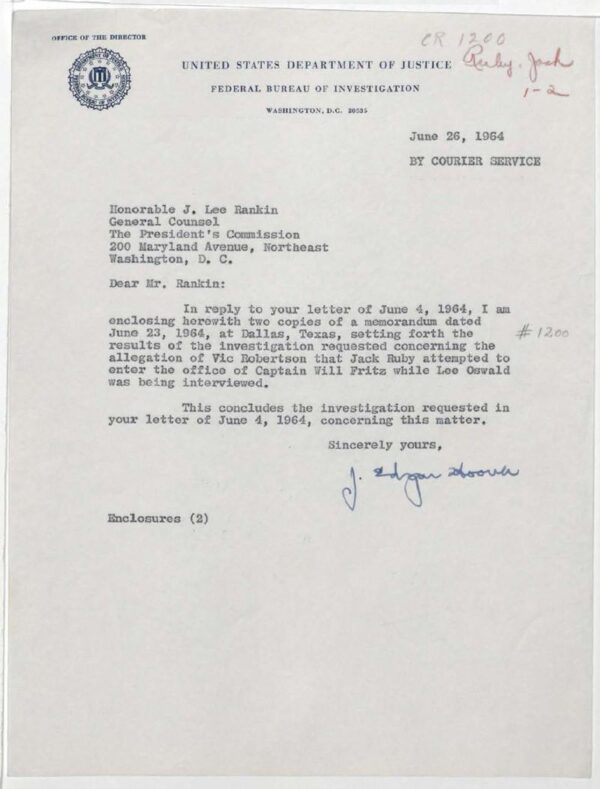 OFFICE OF THE DIRECTOR
CR 1200
Ruby, Jack
1-2
UNITED STATES DEPARTMENT OF JUSTICE
FEDERAL BUREAU OF INVESTIGATION
WASHINGTON, D.C. 20535
June 26, 1964
BY COURIER SERVICE
Honorable J. Lee Rankin
General Counsel
The President's Commission
200 Maryland Avenue, Northeast
Washington, D. C.
Dear Mr. Rankin:
In reply to your letter of June 4, 1964, I am
enclosing herewith two copies of a memorandum dated
June 23, 1964, at Dallas, Texas, setting forth the
results of the investigation requested concerning the
allegation of Vic Robertson that Jack Ruby attempted to
enter the office of Captain Will Fritz while Lee Oswald
was being interviewed.
#1200
This concludes the investigation requested in
your letter of June 4, 1964, concerning this matter.
Sincerely yours,
J. Edgar Hoover
Enclosures (2)